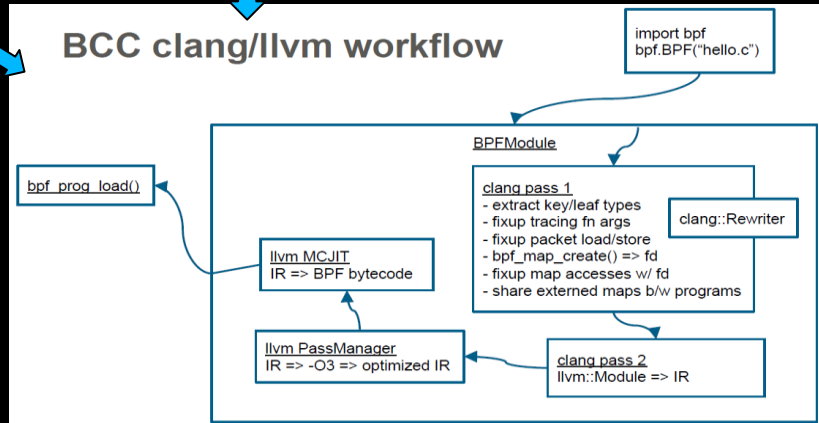 BCC clang/llvm workflow
import bpf
bpf.BPF("hello.c")
BPFModule
bpf_prog_load()
clang pass 1
- extract key/leaf types
- fixup tracing fn args
- fixup packet load/store
- bpf_map_create() => fd
- fixup map accesses w/ fd
- share externed maps b/w programs
clang::Rewriter
llvm MCJIT
IR => BPF bytecode
llvm PassManager
IR => -O3 => optimized IR
clang pass 2
llvm::Module => IR